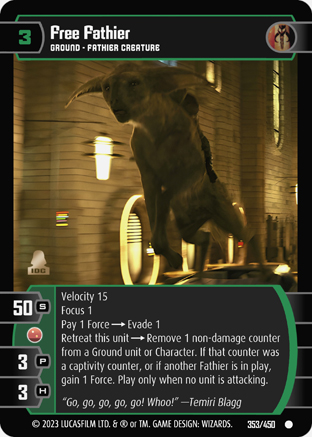 3 Free Fathier
GROUND - FATHIER CREATURE
IDC
50 S
3 P
3 H
Velocity 15
Focus 1
Pay 1 Force → Evade 1
Retreat this unit → Remove 1 non-damage counter
from a Ground unit or Character. If that counter
was a captivity counter, or if another Fathier is in play,
gain 1 Force. Play only when no unit is attacking.
“Go, go, go, go, go! Whoo!” —Temiri Blagg
© 2023 LUCASFILM LTD. & ® or TM. GAME DESIGN: WIZARDS. 353/450